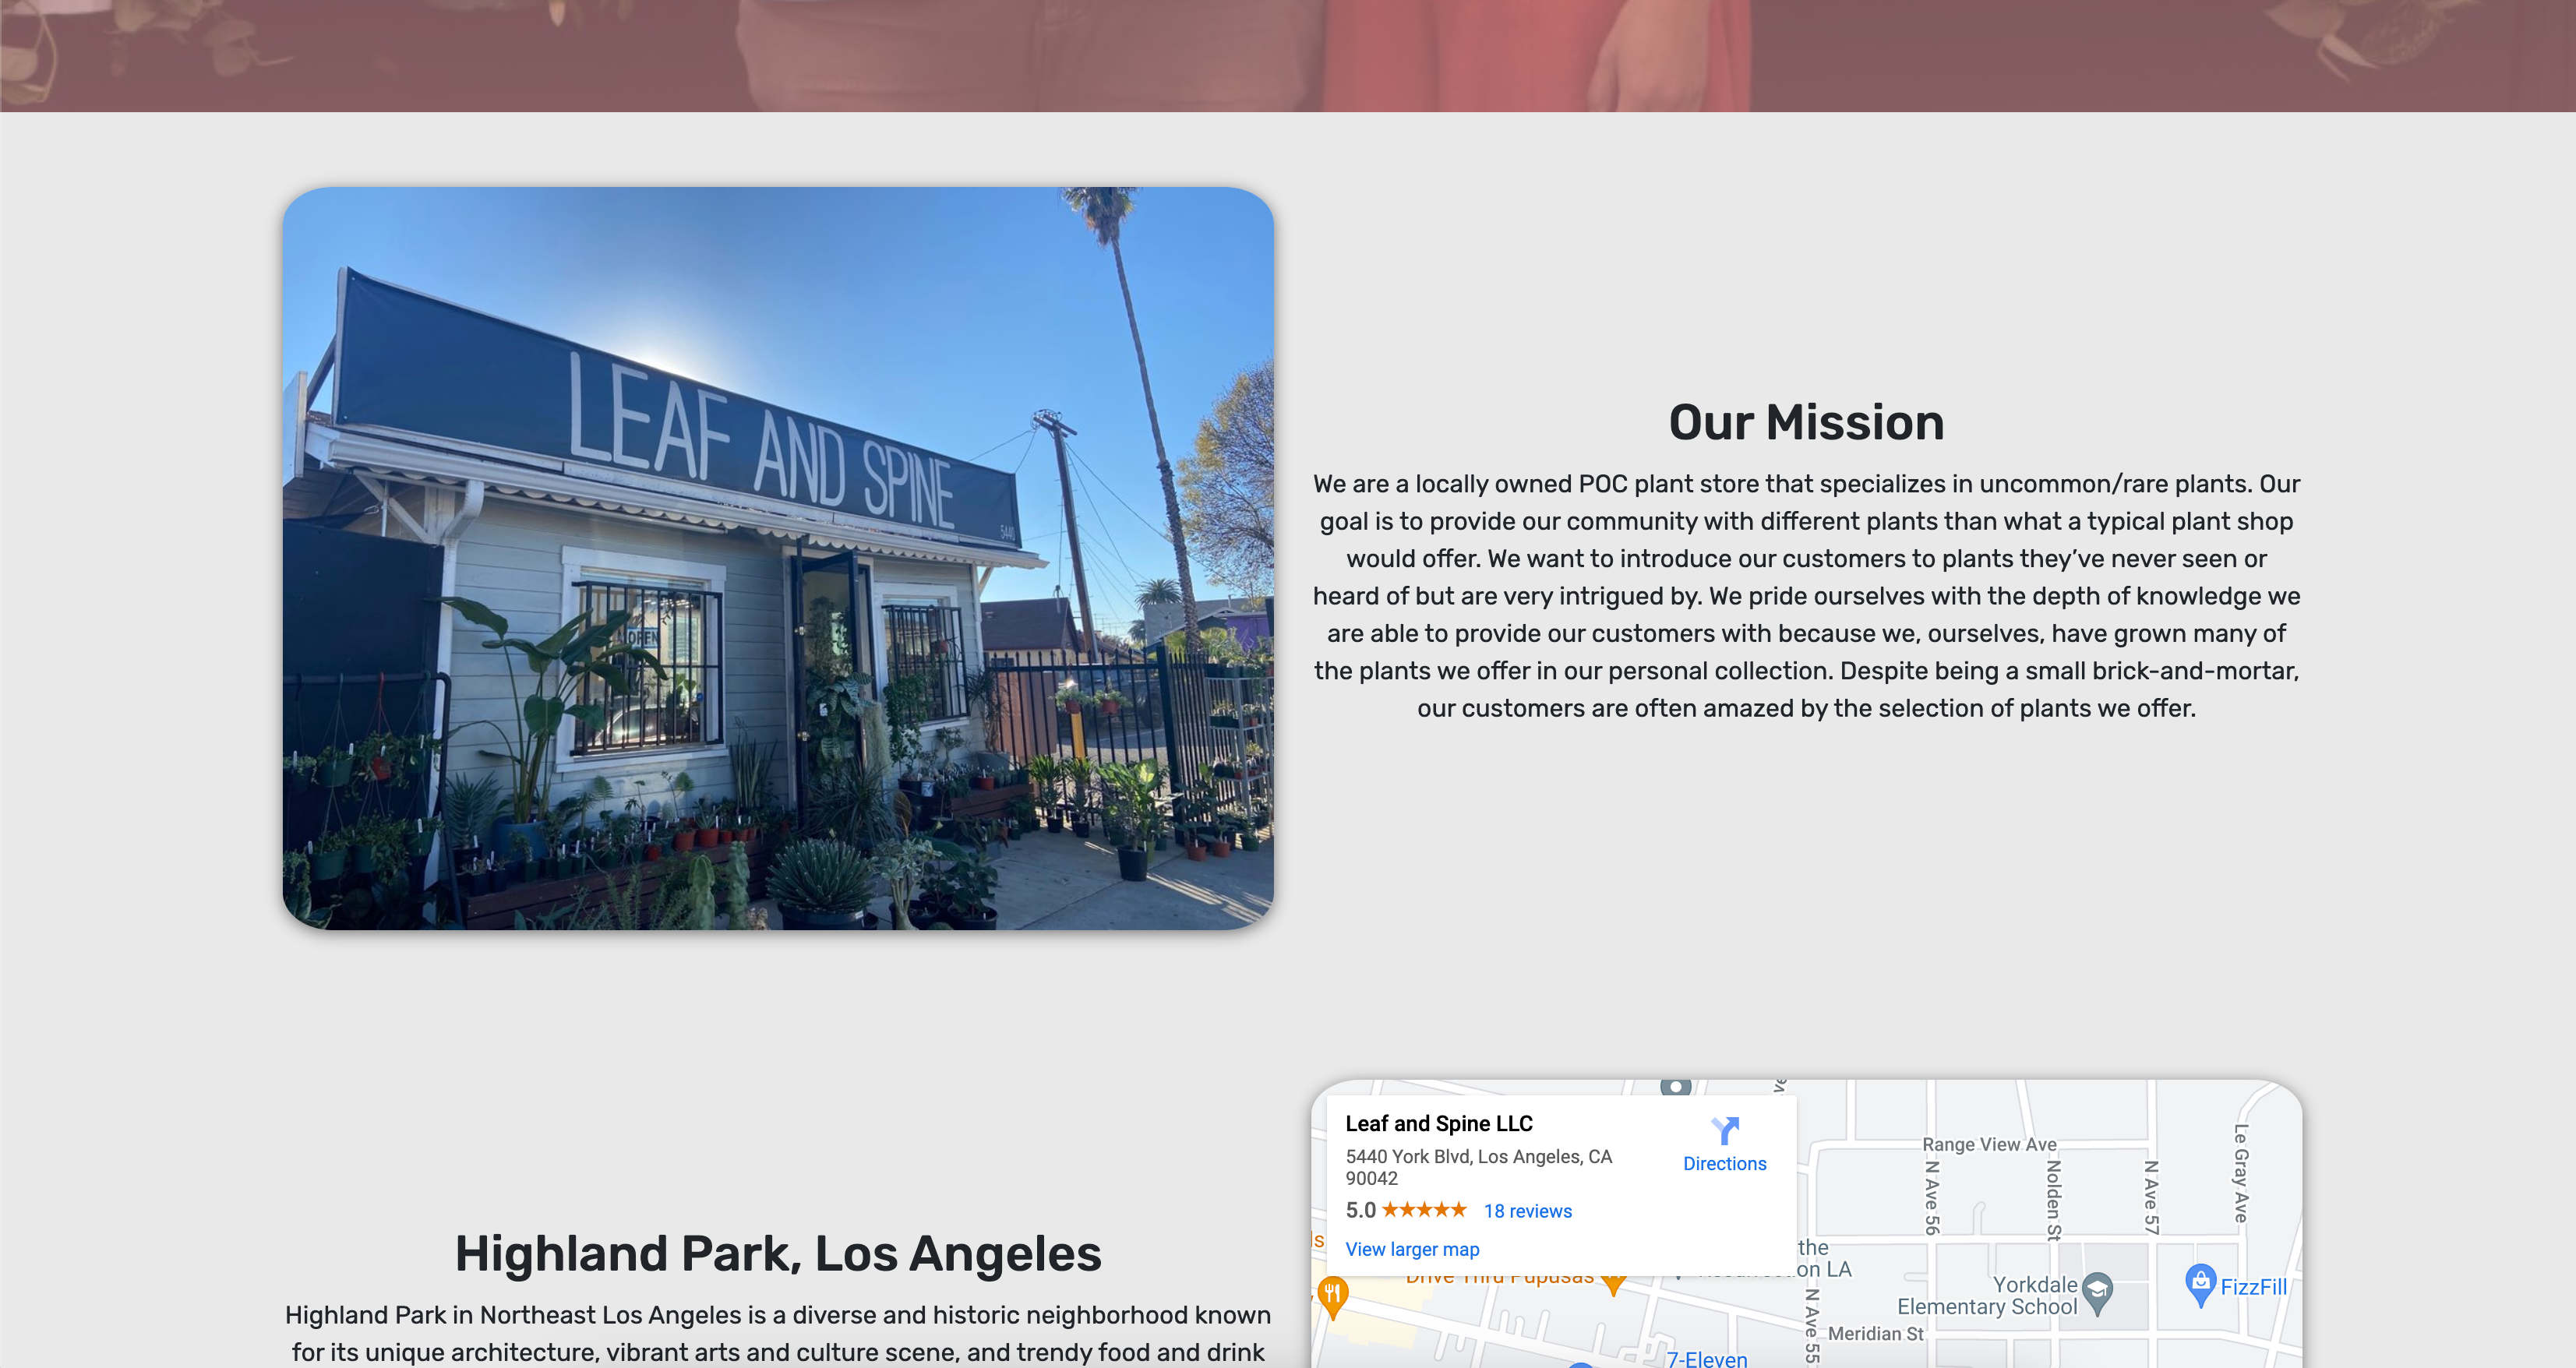 LEAF AND SPINE
5440
OPEN
Our Mission
We are a locally owned POC plant store that specializes in uncommon/rare plants. Our
goal is to provide our community with different plants than what a typical plant shop
would offer. We want to introduce our customers to plants they’ve never seen or
heard of but are very intrigued by. We pride ourselves with the depth of knowledge we
are able to provide our customers with because we, ourselves, have grown many of
the plants we offer in our personal collection. Despite being a small brick-and-mortar,
our customers are often amazed by the selection of plants we offer.
Highland Park, Los Angeles
Highland Park in Northeast Los Angeles is a diverse and historic neighborhood known
for its unique architecture, vibrant arts and culture scene, and trendy food and drink
Leaf and Spine LLC
5440 York Blvd, Los Angeles, CA
90042
Directions
5.0
18 reviews
View larger map
Range View Ave
N Ave 56
Nolden St
N Ave 57
Le Gray Ave
the
on LA
Drive Thru Pupusas
Yorkdale
Elementary School
FizzFill
N Ave 55
Meridian St
7-Eleven